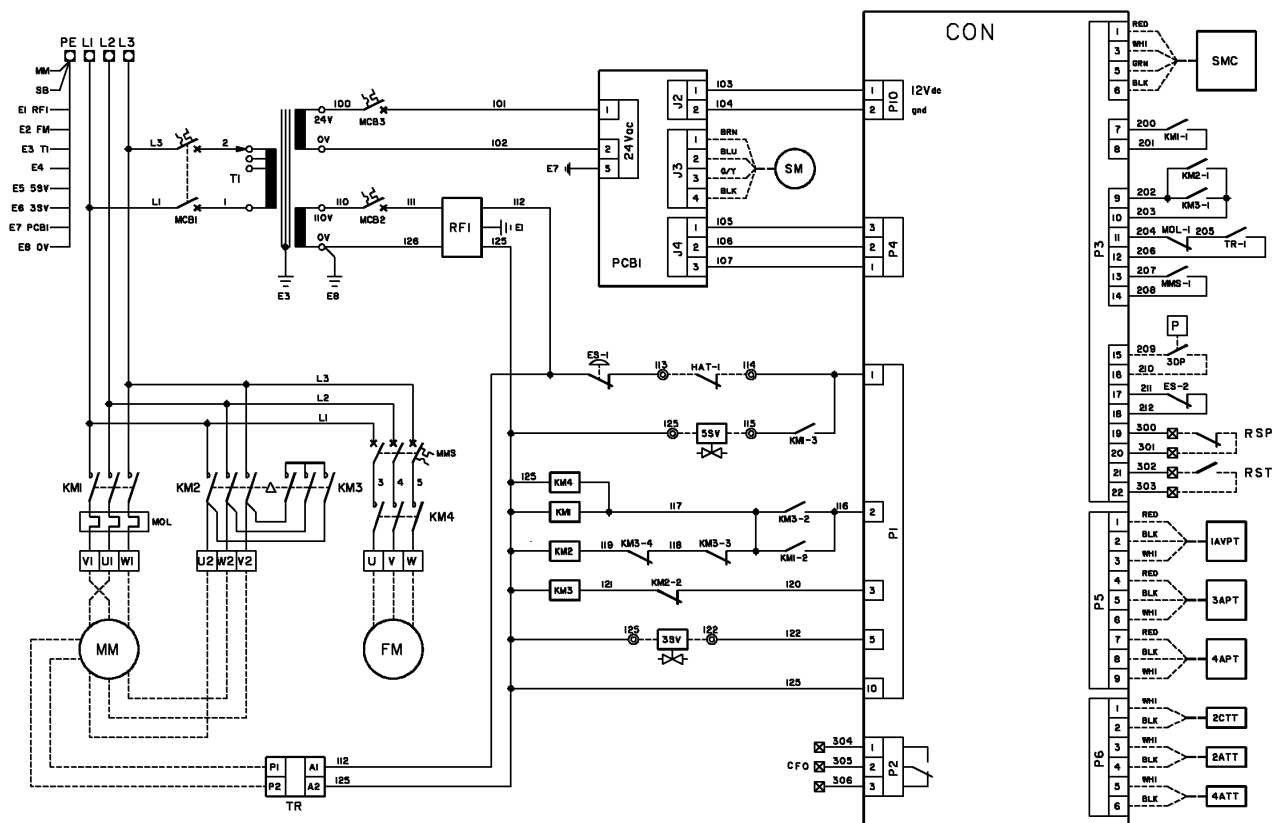 CON
PE L1 L2 L3
MM
SB
E1 RF1
E2 FM
E3 T1
E4
E5 5SV
E6 3SV
E7 PCB1
E8 0V
L3
2
T1
L1
MCB1
1
100
24V
MCB3
101
0V
102
110
110V
MCB2
111
0V
126
RF1
112
E1
125
E3
E8
24Vac
1
2
5
E7
PCB1
J2
1
2
J3
1
2
3
4
J4
1
2
3
103
104
BRN
BLU
G/Y
BLK
SM
105
106
107
P10
1
2
12Vdc
gnd
P4
3
2
1
L3
L2
L1
MMS
3 4 5
KM1
KM2
KM3
KM4
MOL
V1 U1 W1
U2 W2 V2
U V W
MM
FM
P1 A1
P2 A2
TR
112
125
ES-1
113
HAT-1
114
1
125
5SV
115
KM1-3
125
KM4
KM1
117
KM3-2
116
2
KM2
119
KM3-4
118
KM3-3
KM1-2
P1
KM3
121
KM2-2
120
3
125
3SV
122
122
5
125
10
304
CFO
305
306
1
2
3
P2
P3
1 RED
3 WHI
5 GRN
6 BLK
SMC
7 200
8 201
KM1-1
KM2-1
9 202
KM3-1
10 203
11 204
MOL-1
205
TR-1
12 206
13 207
MMS-1
14 208
P
15 209
3DP
16 210
17 211
ES-2
18 212
19 300
RSP
20 301
21 302
RST
22 303
P5
1 RED
2 BLK
3 WHI
1AVPT
4 RED
5 BLK
6 WHI
3APT
7 RED
8 BLK
9 WHI
4APT
P6
1 WHI
2 BLK
2CTT
3 WHI
4 BLK
2ATT
5 WHI
6 BLK
4ATT